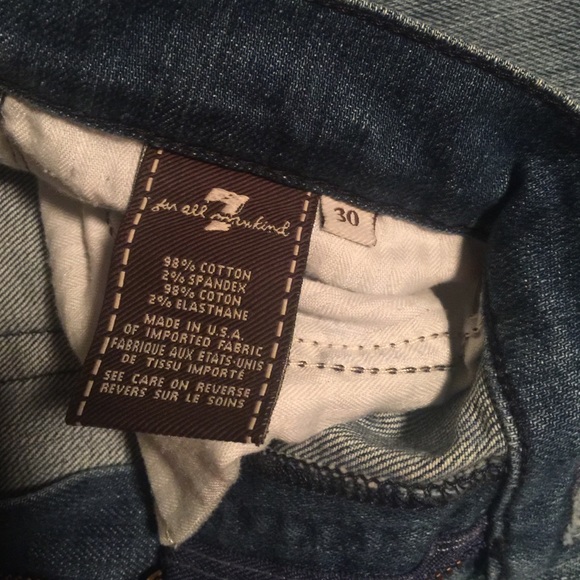 7
for all mankind
30
98% COTTON
2% SPANDEX
98% COTON
2% ELASTHANE
MADE IN U.S.A.
OF IMPORTED FABRIC
FABRIQUE AUX ETATS-UNIS
DE TISSU IMPORTÉ
SEE CARE ON REVERSE
REVERS SUR LE SOINS